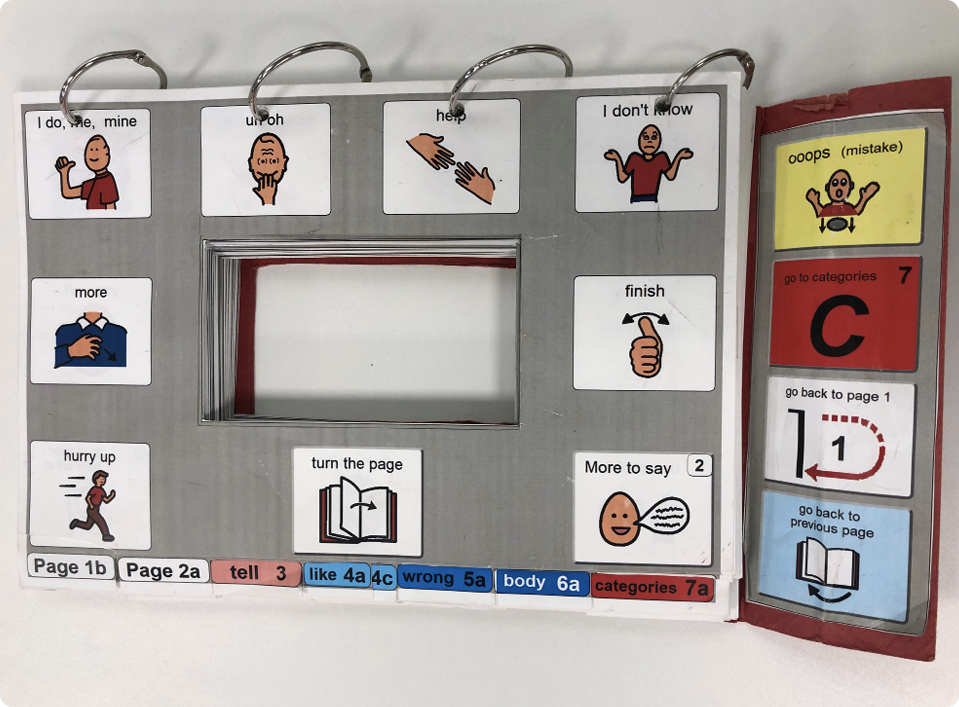 I do, me, mine
uh oh
help
I don't know
more
finish
hurry up
turn the page
More to say 2
Page 1b
Page 2a
tell 3
like 4a
4c
wrong 5a
body 6a
categories 7a
ooops (mistake)
go to categories 7
C
go back to page 1
1
go back to
previous page